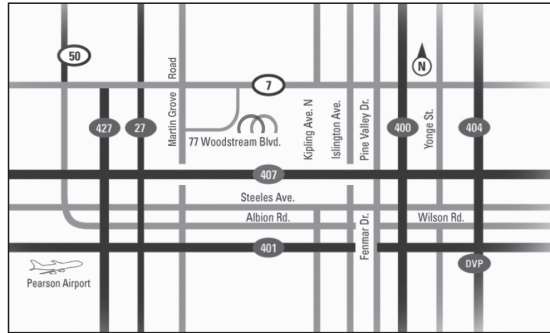 50
7
N
427
27
Martin Grove Road
77 Woodstream Blvd.
Kipling Ave. N
Islington Ave.
Pine Valley Dr.
400
Yonge St.
404
407
Steeles Ave.
Albion Rd.
Wilson Rd.
Fenmar Dr.
401
DVP
Pearson Airport